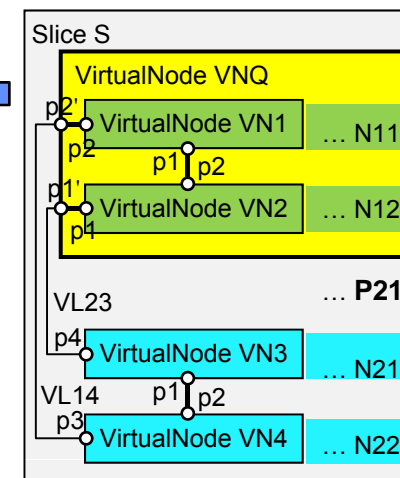 Slice S
VirtualNode VNQ
p2'
VirtualNode VN1 … N11
p2
p1 p2
p1'
VirtualNode VN2 … N12
p1
… P21
VL23
p4
VirtualNode VN3 … N21
VL14 p1 p2
p3
VirtualNode VN4 … N22